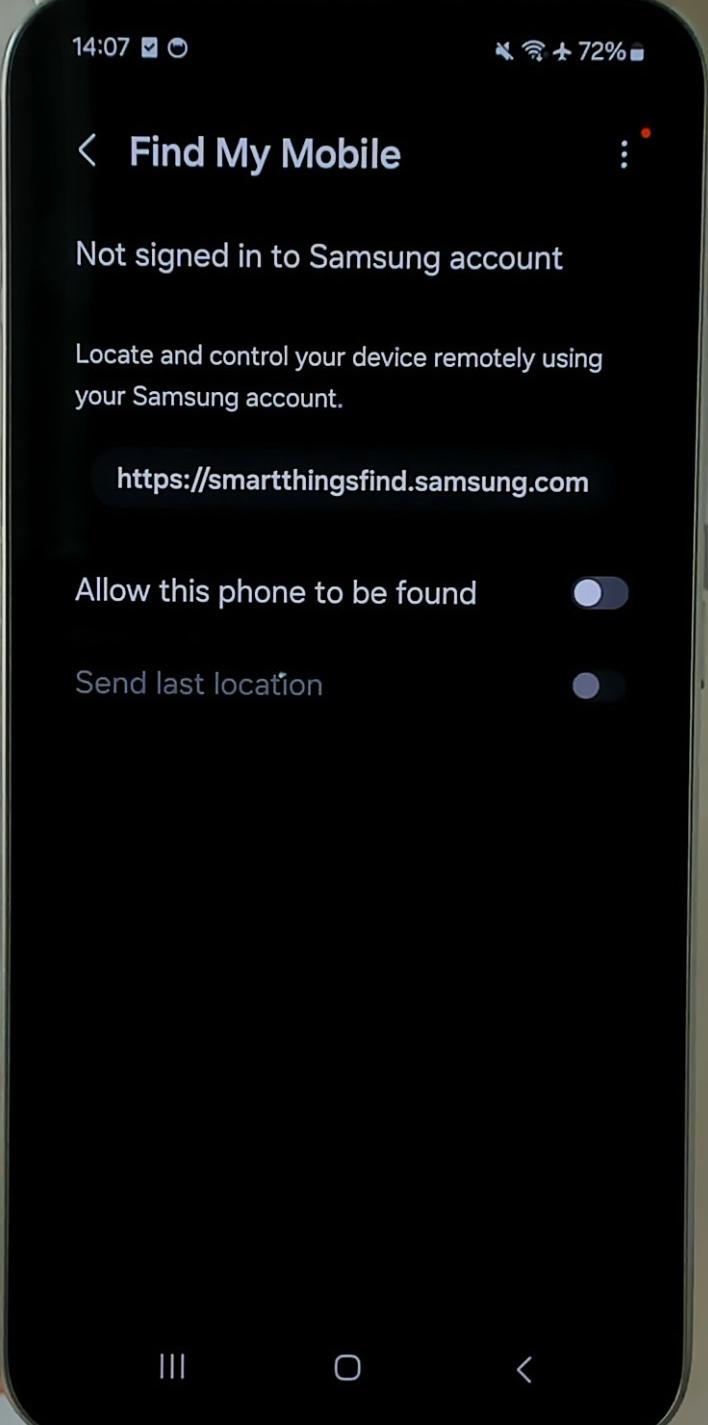 14:07 72%
Find My Mobile
Not signed in to Samsung account
Locate and control your device remotely using
your Samsung account.
https://smartthingsfind.samsung.com
Allow this phone to be found
Send last location